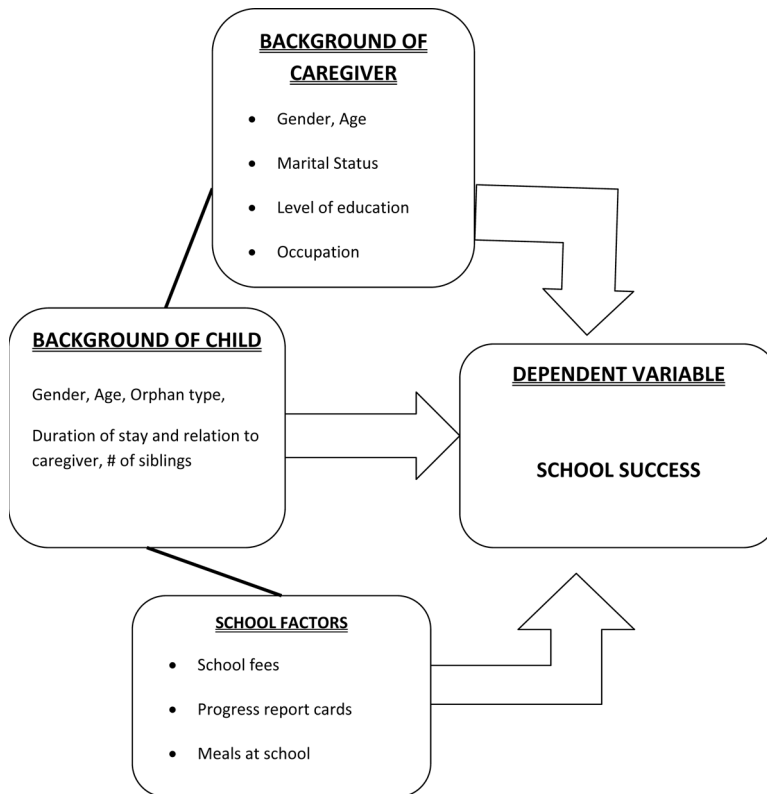 BACKGROUND OF
CAREGIVER
• Gender, Age
• Marital Status
• Level of education
• Occupation
BACKGROUND OF CHILD
Gender, Age, Orphan type,
Duration of stay and relation to
caregiver, # of siblings
DEPENDENT VARIABLE
SCHOOL SUCCESS
SCHOOL FACTORS
• School fees
• Progress report cards
• Meals at school